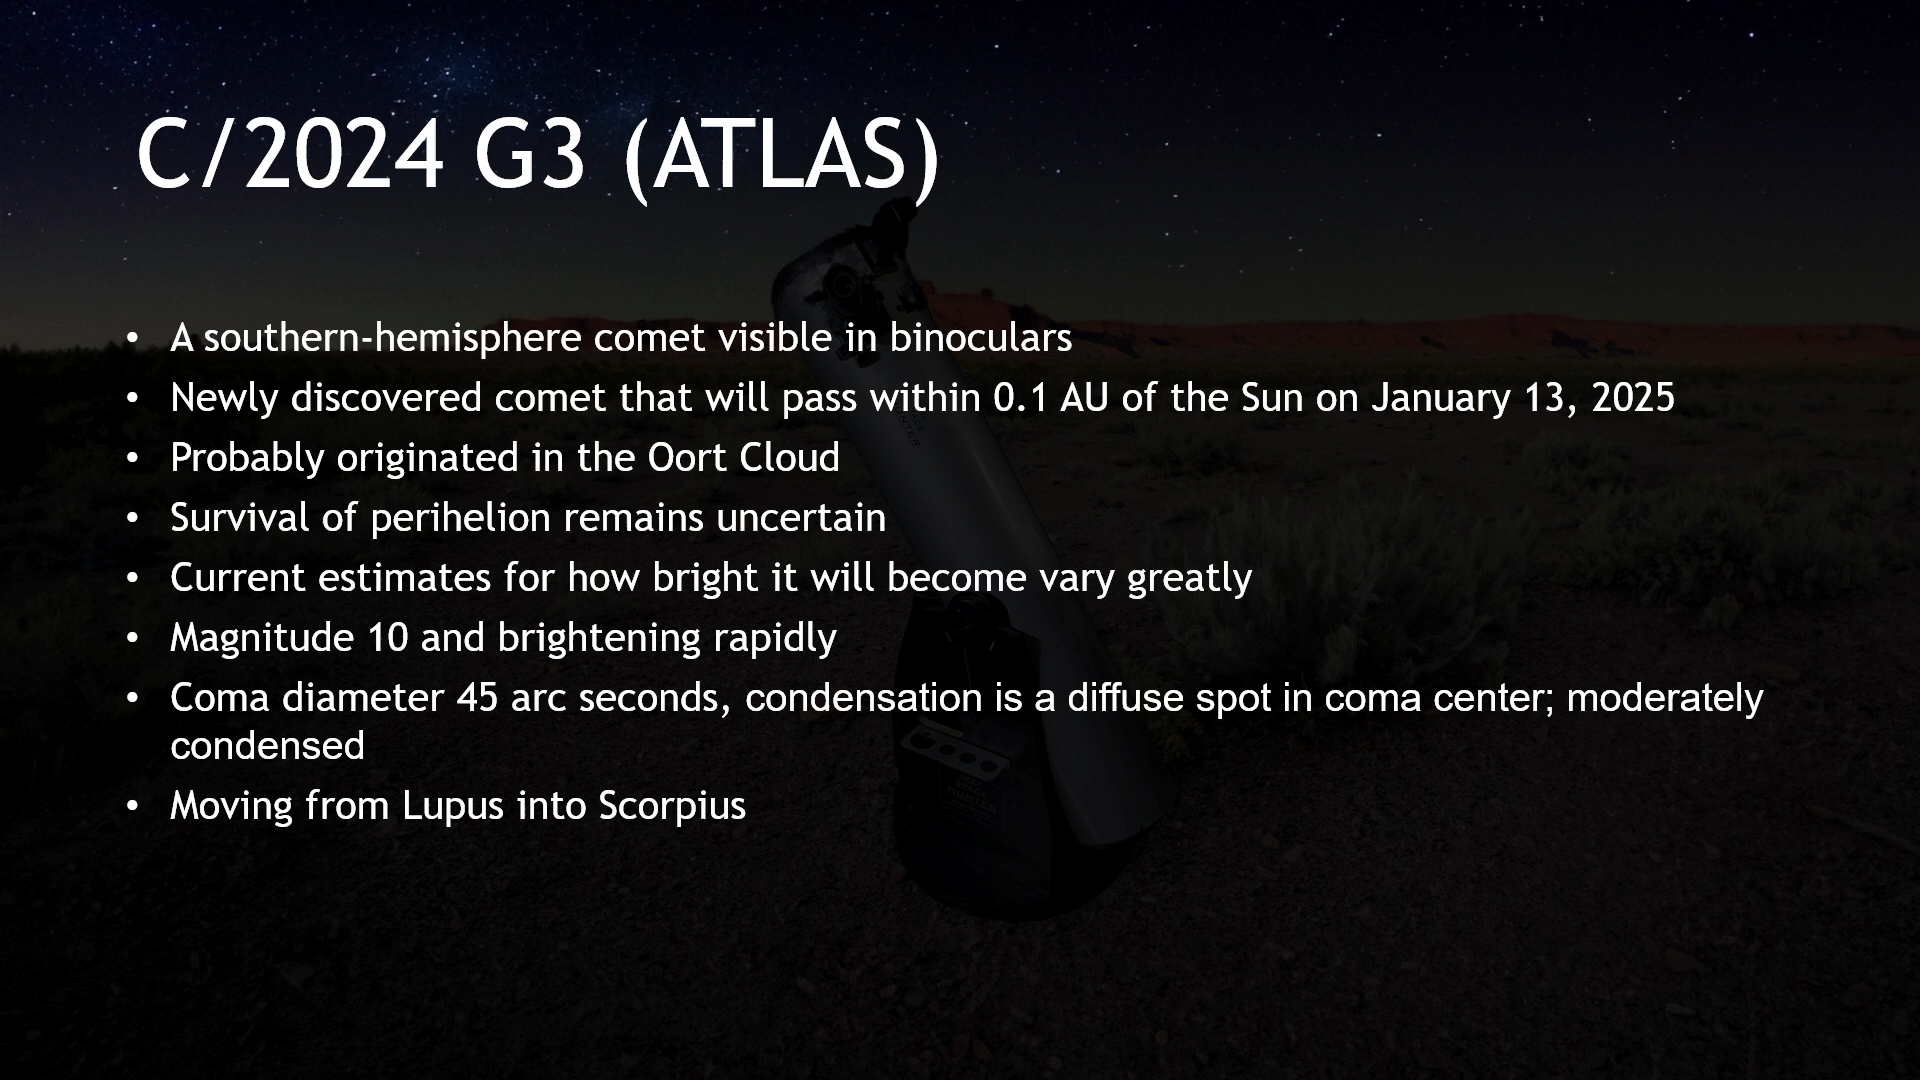 C/2024 G3 (ATLAS)
• A southern-hemisphere comet visible in binoculars
• Newly discovered comet that will pass within 0.1 AU of the Sun on January 13, 2025
• Probably originated in the Oort Cloud
• Survival of perihelion remains uncertain
• Current estimates for how bright it will become vary greatly
• Magnitude 10 and brightening rapidly
• Coma diameter 45 arc seconds, condensation is a diffuse spot in coma center; moderately
condensed
• Moving from Lupus into Scorpius